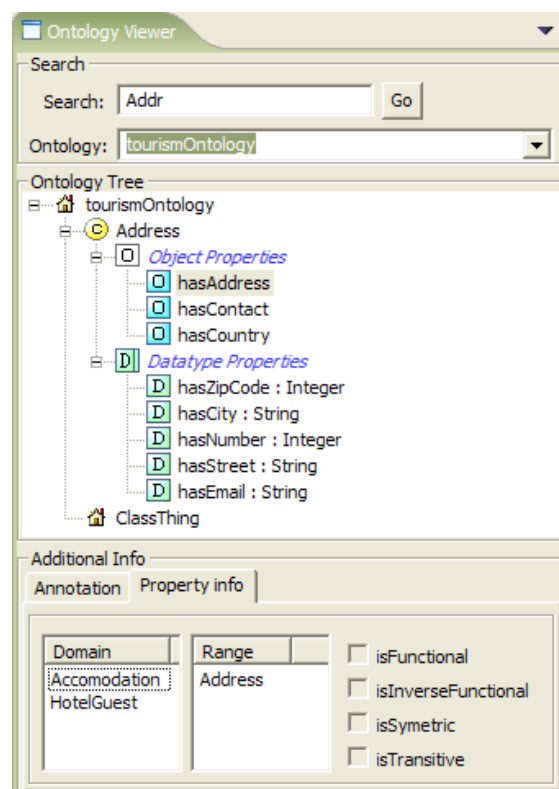 Ontology Viewer
Search
Search: Addr Go
Ontology: tourismOntology
Ontology Tree
tourismOntology
C Address
O Object Properties
O hasAddress
O hasContact
O hasCountry
D Datatype Properties
D hasZipCode : Integer
D hasCity : String
D hasNumber : Integer
D hasStreet : String
D hasEmail : String
ClassThing
Additional Info
Annotation Property info
Domain Range
Accomodation Address
HotelGuest
isFunctional
isInverseFunctional
isSymetric
isTransitive